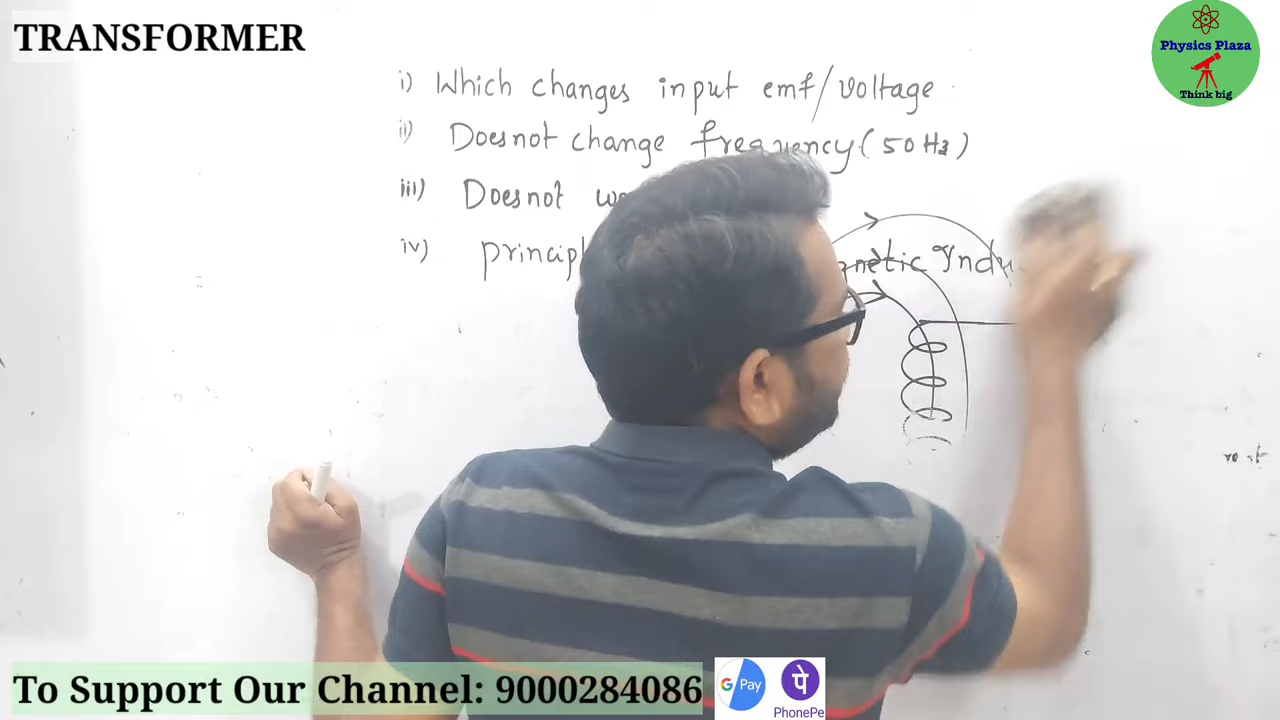 TRANSFORMER
Physics Plaza
Think big
i) Which changes input emf/voltage
ii) Doesnot change frequency (50 Hz)
iii) Doesnot
iv)
To Support Our Channel: 9000284086
G Pay
पे
PhonePe